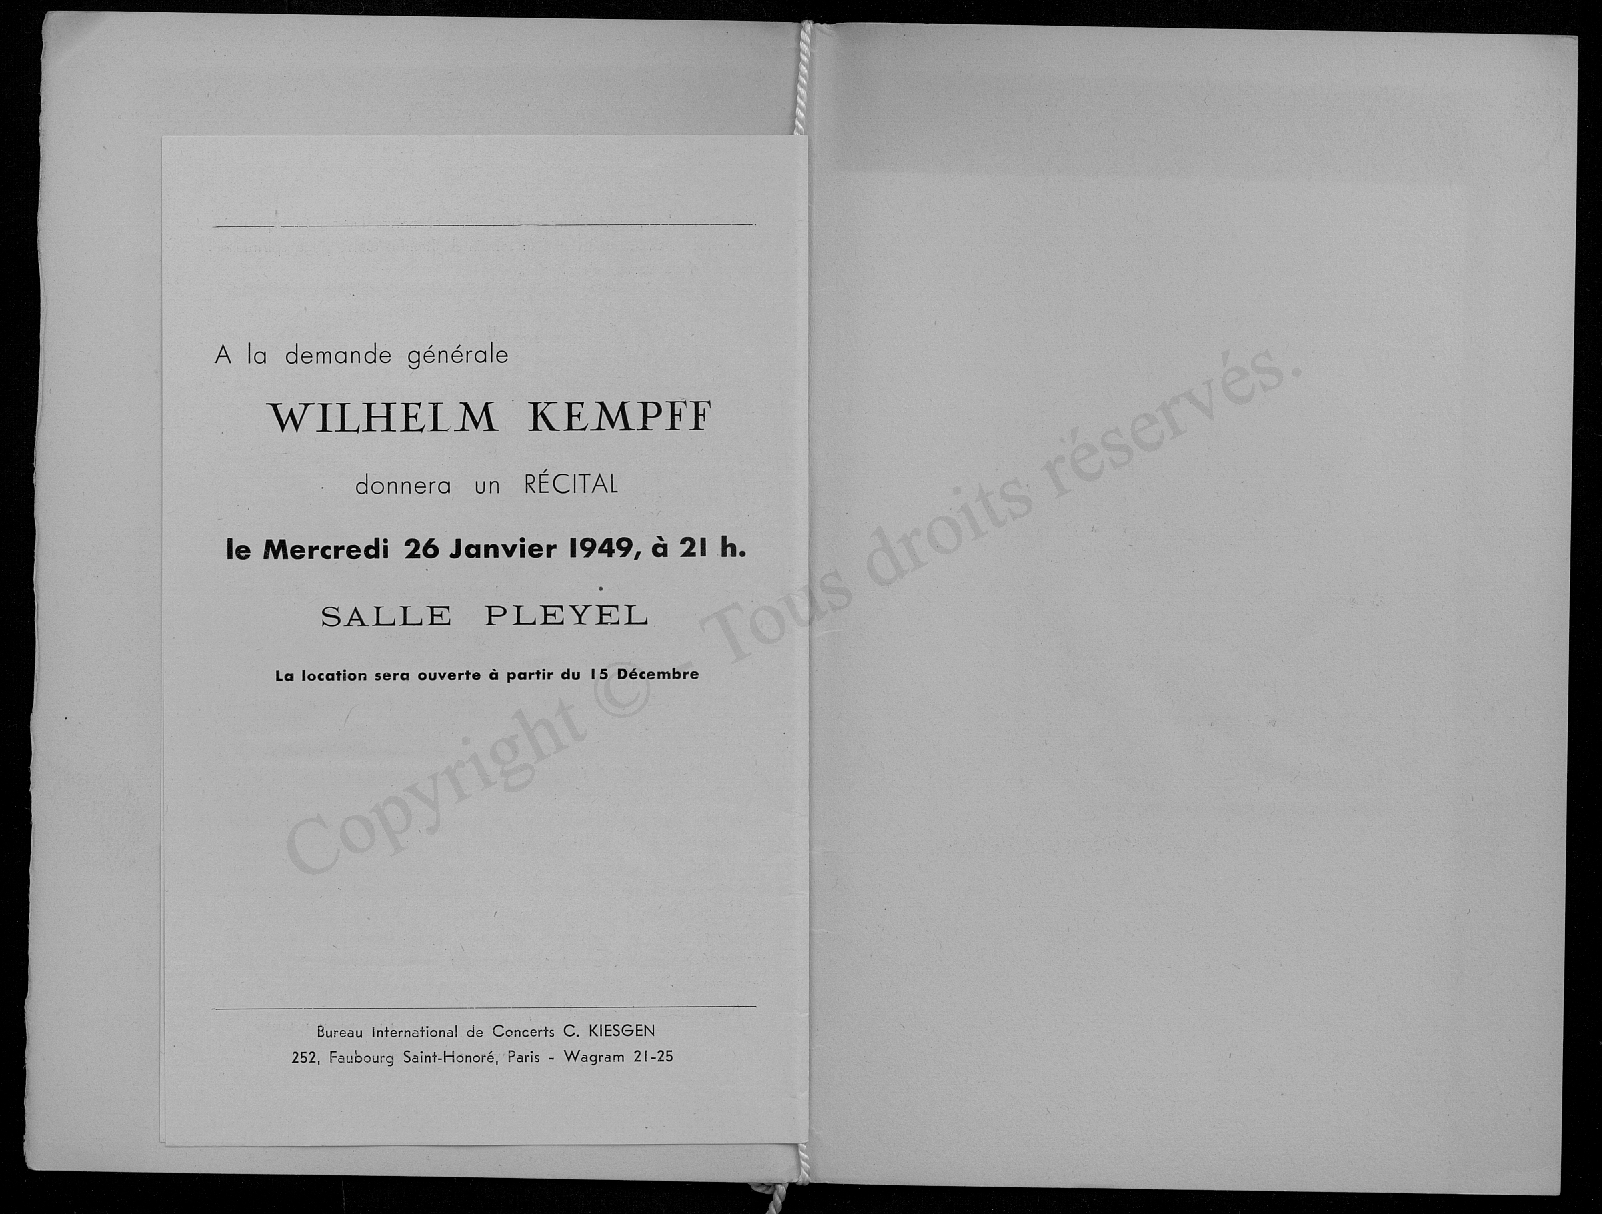 A la demande générale
WILHELM KEMPFF
donnera un RÉCITAL
le Mercredi 26 Janvier 1949, à 21 h.
SALLE PLEYEL
La location sera ouverte à partir du 15 Décembre
Bureau International de Concerts C. KIESGEN
252, Faubourg Saint-Honoré, Paris - Wagram 21-25
Copyright © - Tous droits réservés.